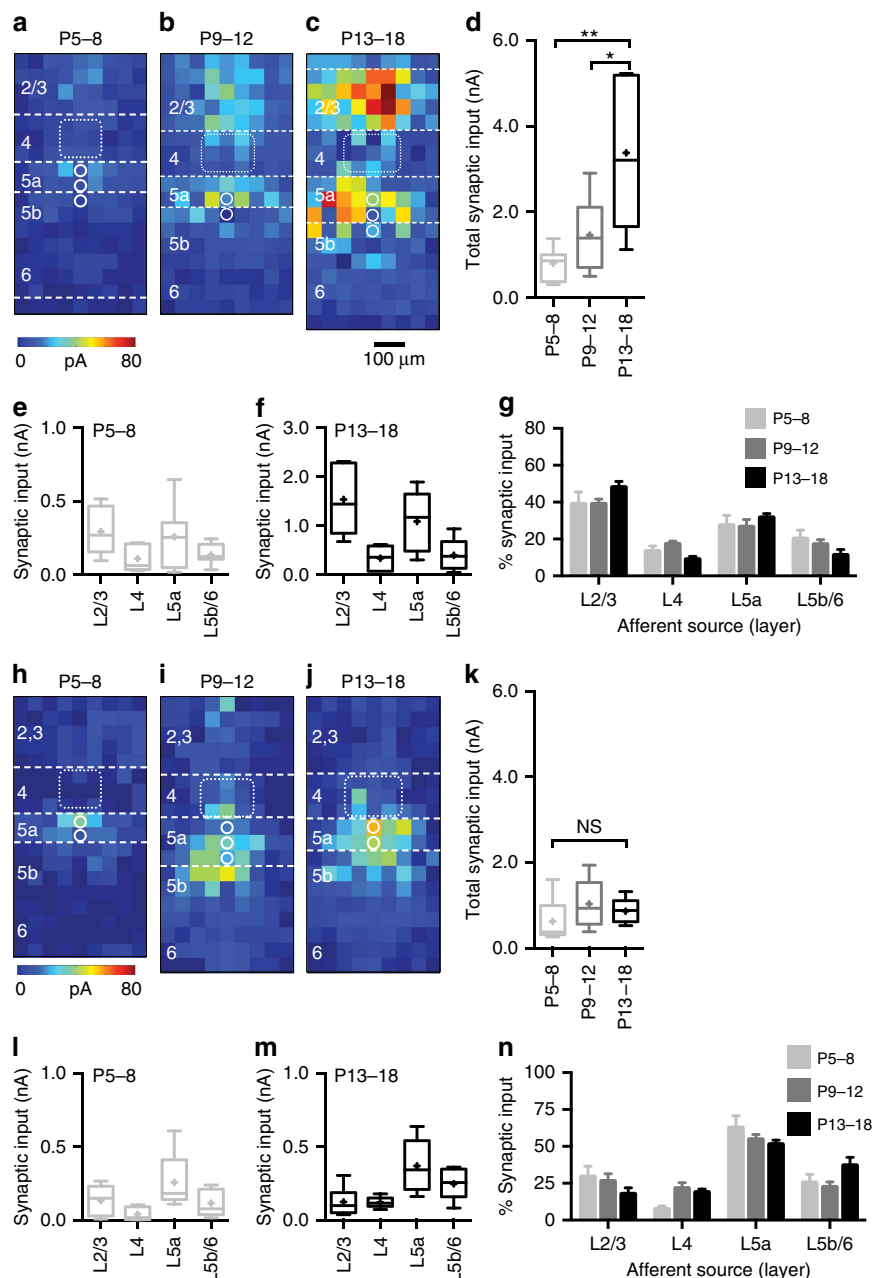 a
P5–8
2/3
4
5a
5b
6
0 pA 80
b
P9–12
2/3
4
5a
5b
6
c
P13–18
2/3
4
5a
5b
6
100 µm
d
Total synaptic input (nA)
6.0
4.0
2.0
0.0
**
*
P5–8
P9–12
P13–18
e
P5–8
Synaptic input (nA)
1.0
0.5
0.0
L2/3
L4
L5a
L5b/6
f
P13–18
Synaptic input (nA)
3.0
2.0
1.0
0.0
L2/3
L4
L5a
L5b/6
g
% synaptic input
80
60
40
20
0
P5–8
P9–12
P13–18
L2/3 L4 L5a L5b/6
Afferent source (layer)
h
P5–8
2,3
4
5a
5b
6
0 pA 80
i
P9–12
2,3
4
5a
5b
6
j
P13–18
2,3
4
5a
5b
6
k
Total synaptic input (nA)
6.0
4.0
2.0
0.0
NS
P5–8
P9–12
P13–18
l
P5–8
Synaptic input (nA)
1.0
0.5
0.0
L2/3
L4
L5a
L5b/6
m
P13–18
Synaptic input (nA)
1.0
0.5
0.0
L2/3
L4
L5a
L5b/6
n
% Synaptic input
100
75
50
25
0
P5–8
P9–12
P13–18
L2/3 L4 L5a L5b/6
Afferent source (layer)